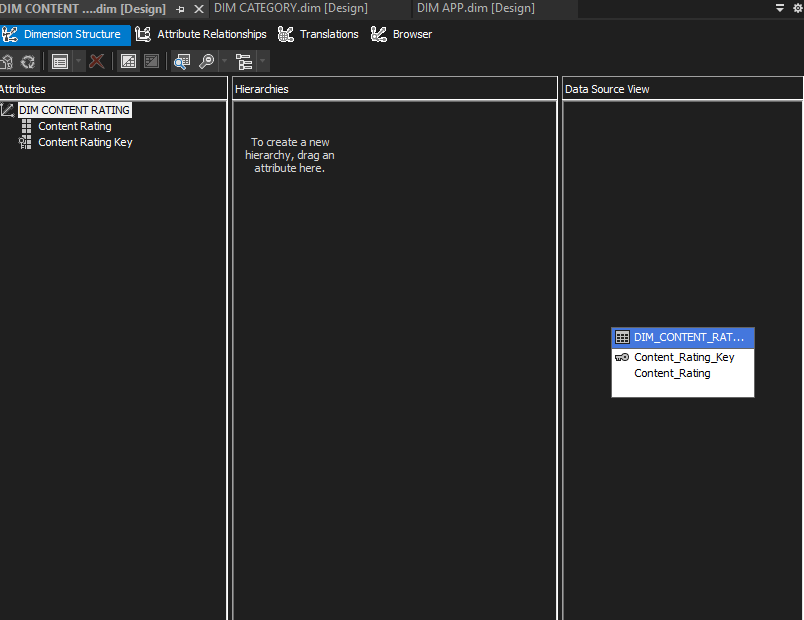 DIM CONTENT ....dim [Design]
DIM CATEGORY.dim [Design]
DIM APP.dim [Design]
Dimension Structure
Attribute Relationships
Translations
Browser
Attributes
Hierarchies
Data Source View
DIM CONTENT RATING
Content Rating
Content Rating Key
To create a new
hierarchy, drag an
attribute here.
DIM_CONTENT_RAT...
Content_Rating_Key
Content_Rating